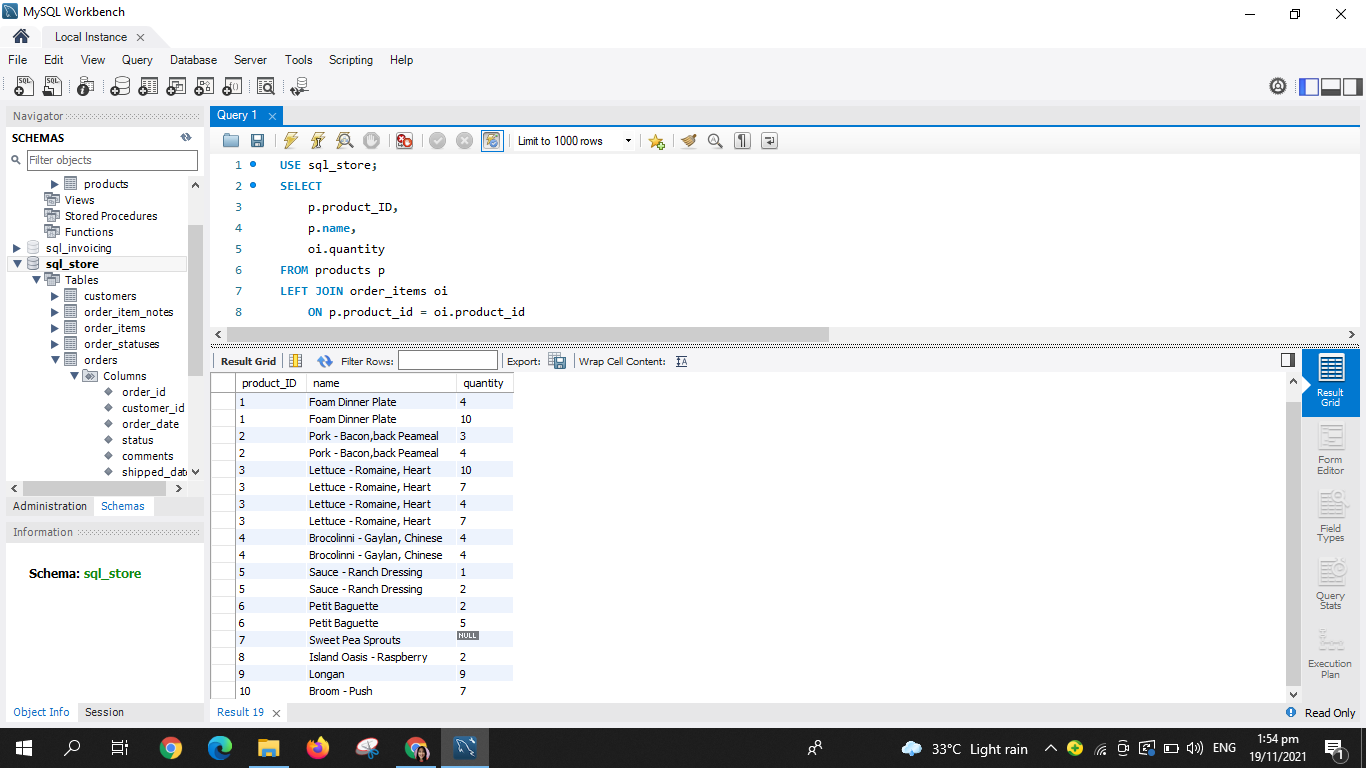 MySQL Workbench
Local Instance
File Edit View Query Database Server Tools Scripting Help
Navigator
SCHEMAS
Filter objects
products
Views
Stored Procedures
Functions
sql_invoicing
sql_store
Tables
customers
order_item_notes
order_items
order_statuses
orders
Columns
order_id
customer_id
order_date
status
comments
shipped_date
Administration Schemas
Information
Schema: sql_store
Object Info Session
Query 1
Limit to 1000 rows
1 USE sql_store;
2 SELECT
3 p.product_ID,
4 p.name,
5 oi.quantity
6 FROM products p
7 LEFT JOIN order_items oi
8 ON p.product_id = oi.product_id
Result Grid Filter Rows: Export: Wrap Cell Content:
product_ID name quantity
1 Foam Dinner Plate 4
1 Foam Dinner Plate 10
2 Pork - Bacon,back Peameal 3
2 Pork - Bacon,back Peameal 4
3 Lettuce - Romaine, Heart 10
3 Lettuce - Romaine, Heart 7
3 Lettuce - Romaine, Heart 4
3 Lettuce - Romaine, Heart 7
4 Brocolinni - Gaylan, Chinese 4
4 Brocolinni - Gaylan, Chinese 4
5 Sauce - Ranch Dressing 1
5 Sauce - Ranch Dressing 2
6 Petit Baguette 2
6 Petit Baguette 5
7 Sweet Pea Sprouts NULL
8 Island Oasis - Raspberry 2
9 Longan 9
10 Broom - Push 7
Result 19
Result
Grid
Form
Editor
Field
Types
Query
Stats
Execution
Plan
Read Only
33°C Light rain
ENG
1:54 pm
19/11/2021
1